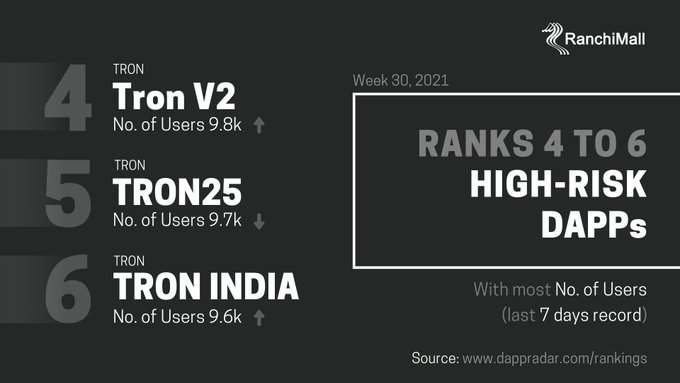 RanchiMall
4
TRON
Tron V2
No. of Users 9.8k
5
TRON
TRON25
No. of Users 9.7k
6
TRON
TRON INDIA
No. of Users 9.6k
Week 30, 2021
RANKS 4 TO 6
HIGH-RISK
DAPPs
With most No. of Users
(last 7 days record)
Source: www.dappradar.com/rankings